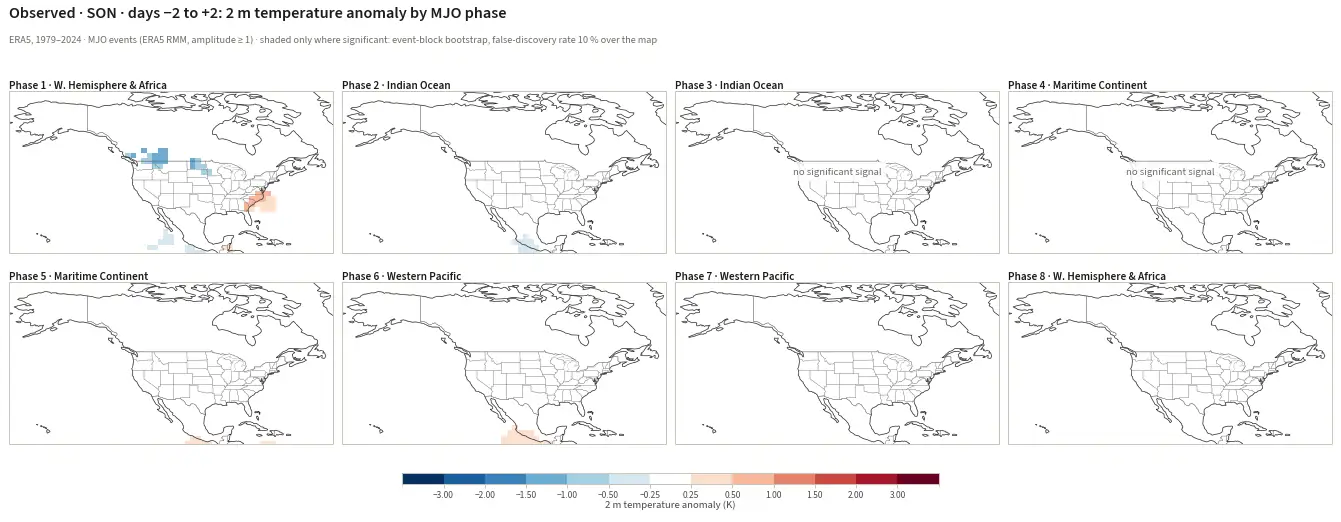 Observed · SON · days −2 to +2: 2 m temperature anomaly by MJO phase
ERA5, 1979–2024 · MJO events (ERA5 RMM, amplitude ≥ 1) · shaded only where significant: event-block bootstrap, false-discovery rate 10 % over the map
Phase 1 · W. Hemisphere & Africa
Phase 2 · Indian Ocean
Phase 3 · Indian Ocean
Phase 4 · Maritime Continent
no significant signal
no significant signal
Phase 5 · Maritime Continent
Phase 6 · Western Pacific
Phase 7 · Western Pacific
Phase 8 · W. Hemisphere & Africa
−3.00 −2.00 −1.50 −1.00 −0.50 −0.25 0.25 0.50 1.00 1.50 2.00 3.00
2 m temperature anomaly (K)